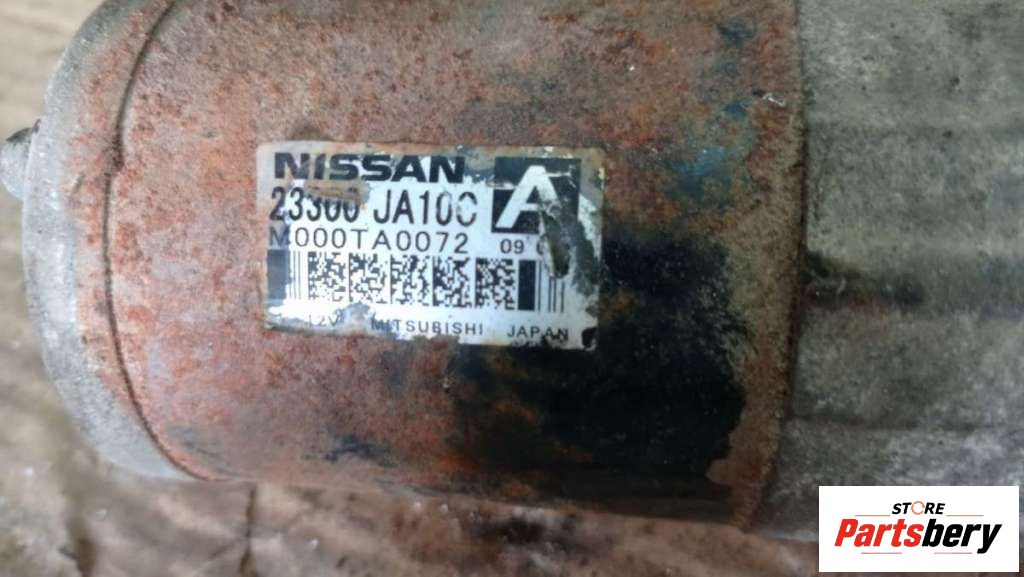 NISSAN A
23300 JA10C
M000TA0072 09
12V MITSUBISHI JAPAN
STORE
Partsbery